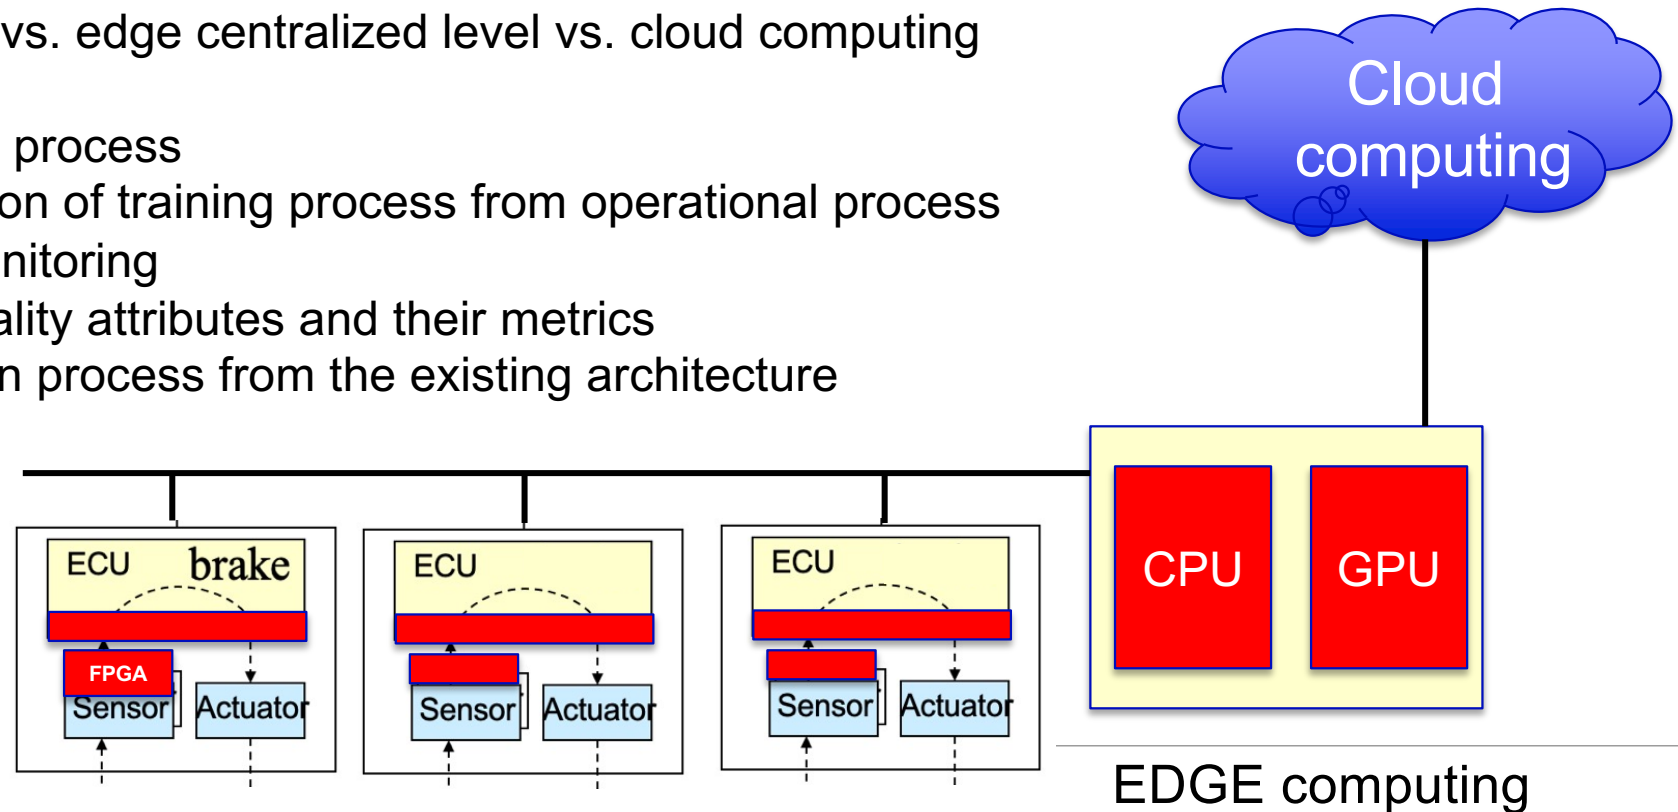 vs. edge centralized level vs. cloud computing
process
on of training process from operational process
nitoring
ality attributes and their metrics
n process from the existing architecture
Cloud
computing
ECU brake
FPGA
Sensor Actuator
ECU
Sensor Actuator
ECU
Sensor Actuator
CPU GPU
EDGE computing